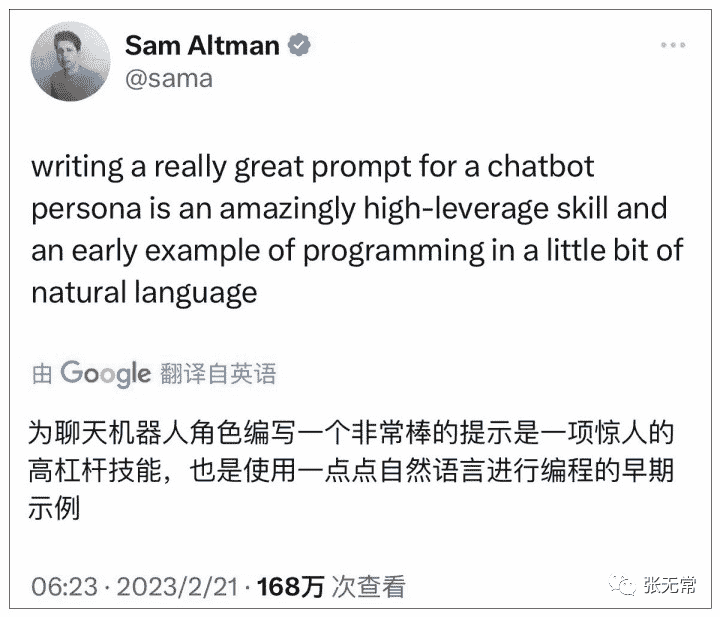 Sam Altman
@sama
writing a really great prompt for a chatbot
persona is an amazingly high-leverage skill and
an early example of programming in a little bit of
natural language
由 Google 翻译自英语
为聊天机器人角色编写一个非常棒的提示是一项惊人的
高杠杆技能，也是使用一点点自然语言进行编程的早期
示例
06:23 · 2023/2/21 · 168万 次查看
张无常